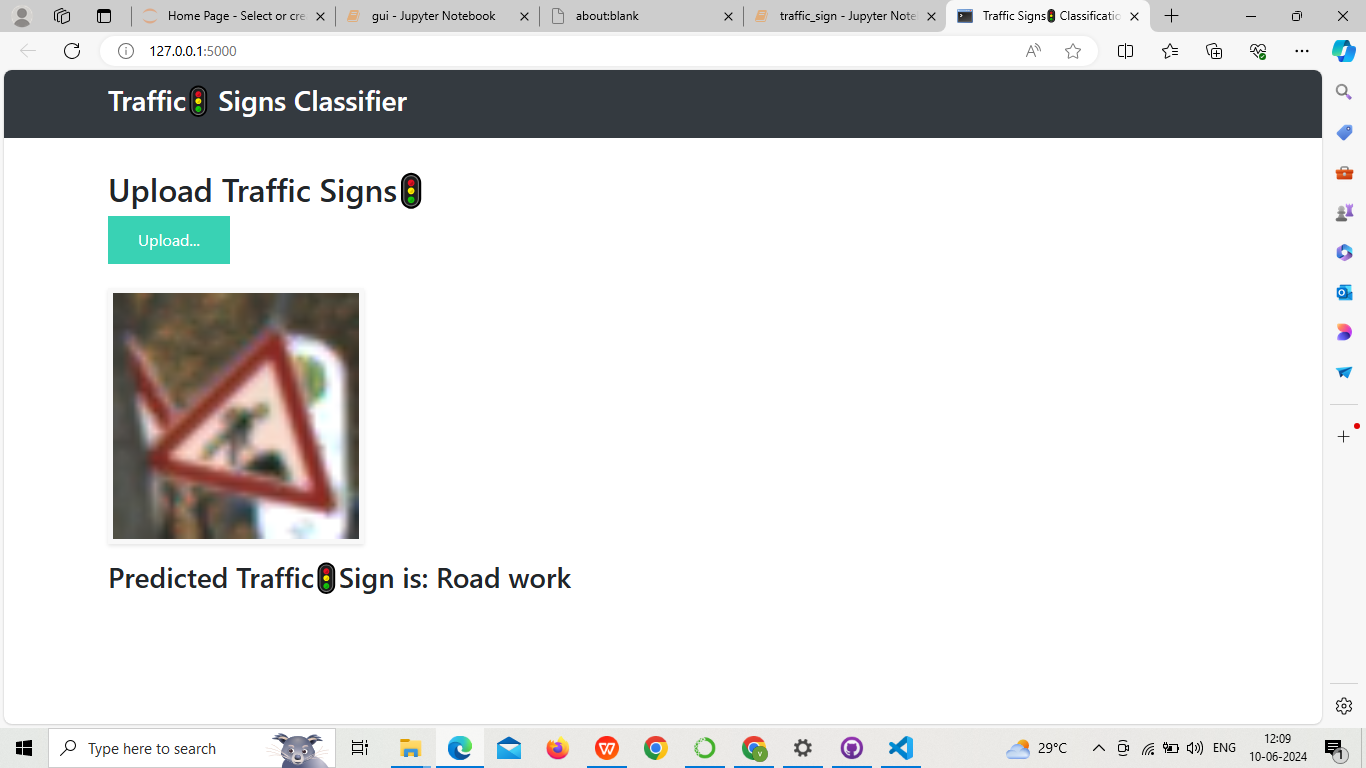 Home Page - Select or cre
gui - Jupyter Notebook
about:blank
traffic_sign - Jupyter Note
Traffic Signs🚦 Classificatio
127.0.0.1:5000
Traffic🚦 Signs Classifier
Upload Traffic Signs🚦
Upload...
Predicted Traffic🚦Sign is: Road work
Type here to search
29°C
ENG
12:09
10-06-2024
1